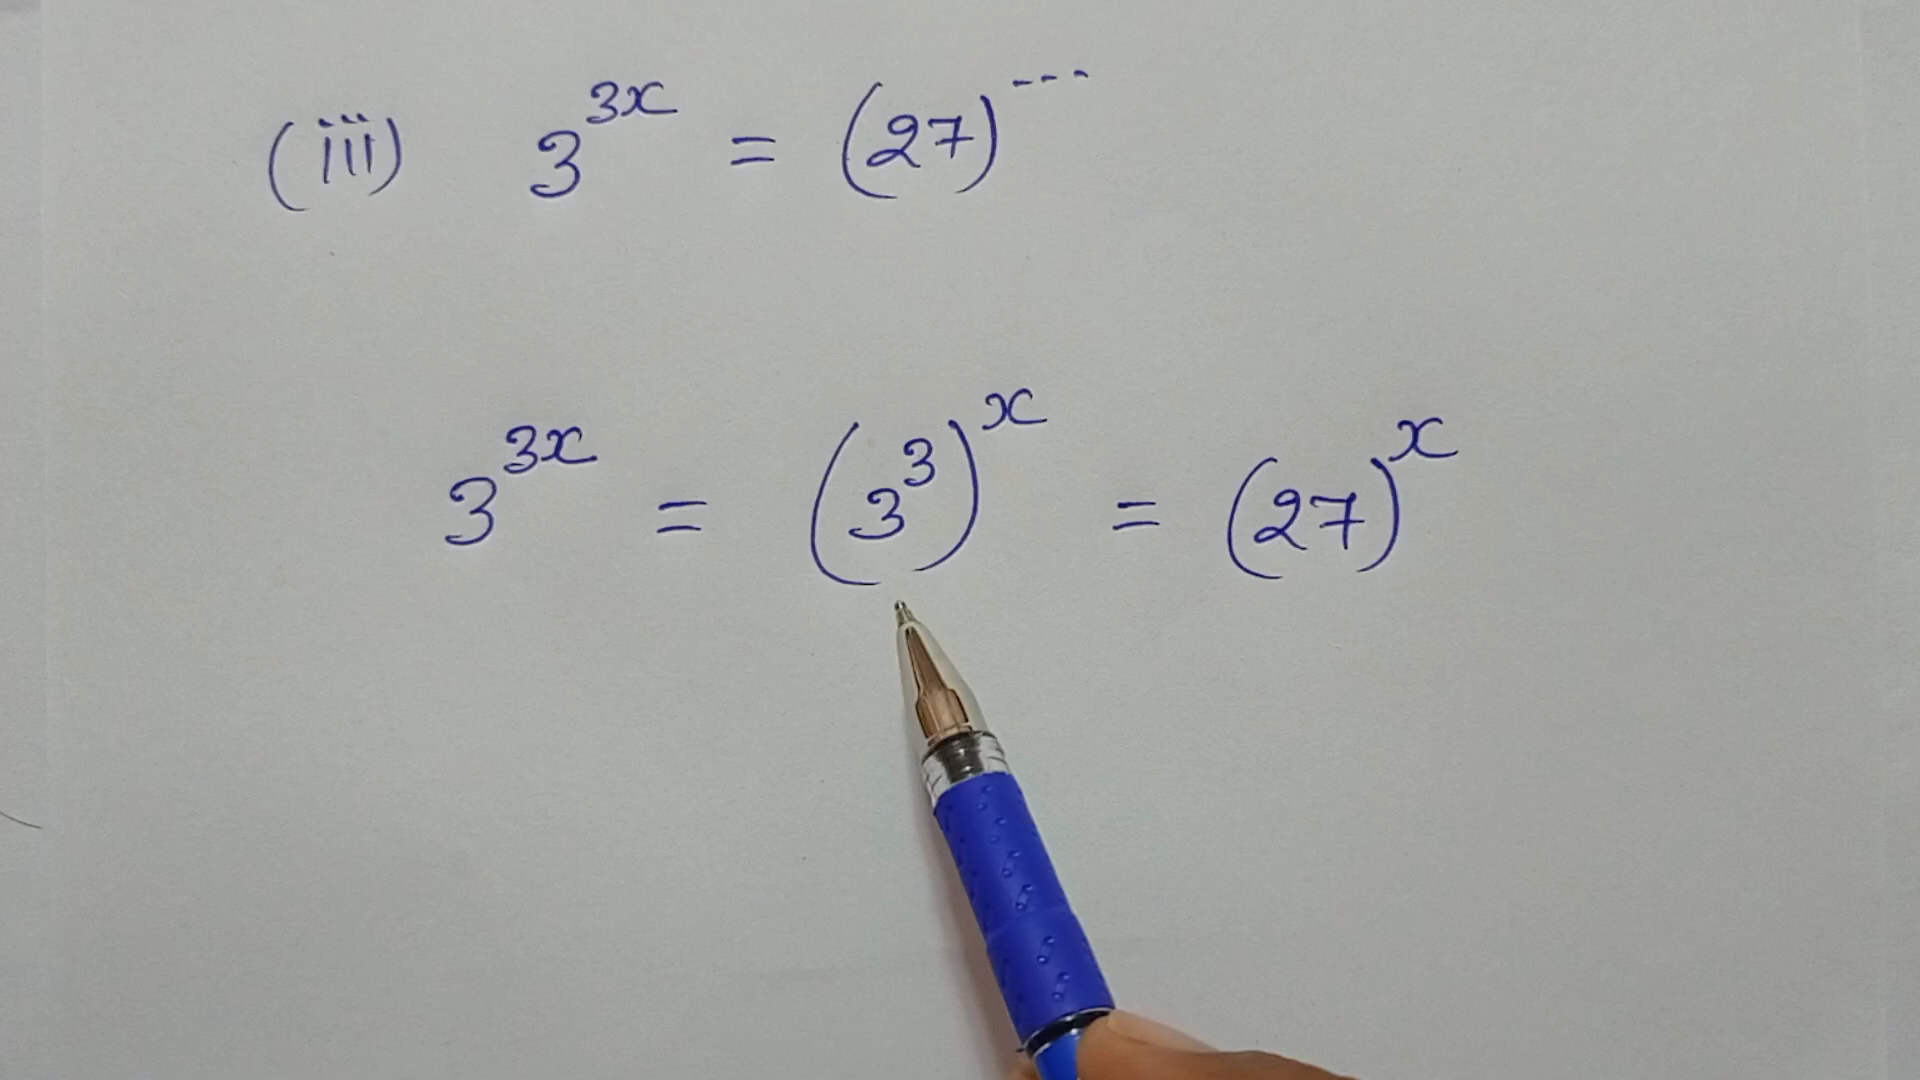 (iii) 3^{3x} = (27)^{---}
3^{3x} = (3^3)^x = (27)^x